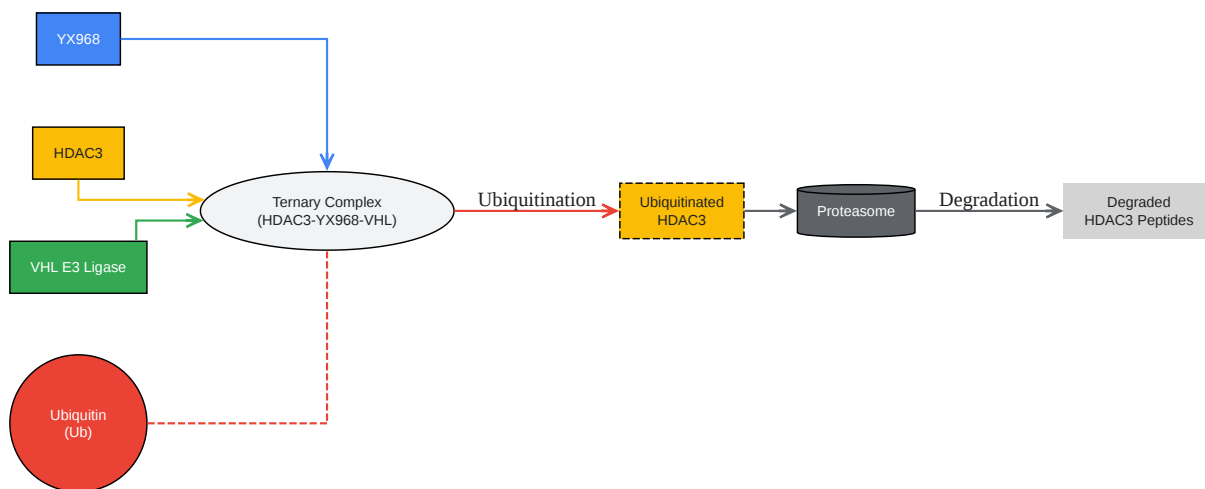 YX968
HDAC3
VHL E3 Ligase
Ubiquitin
(Ub)
Ternary Complex
(HDAC3-YX968-VHL)
Ubiquitination
Ubiquitinated
HDAC3
Proteasome
Degradation
Degraded
HDAC3 Peptides